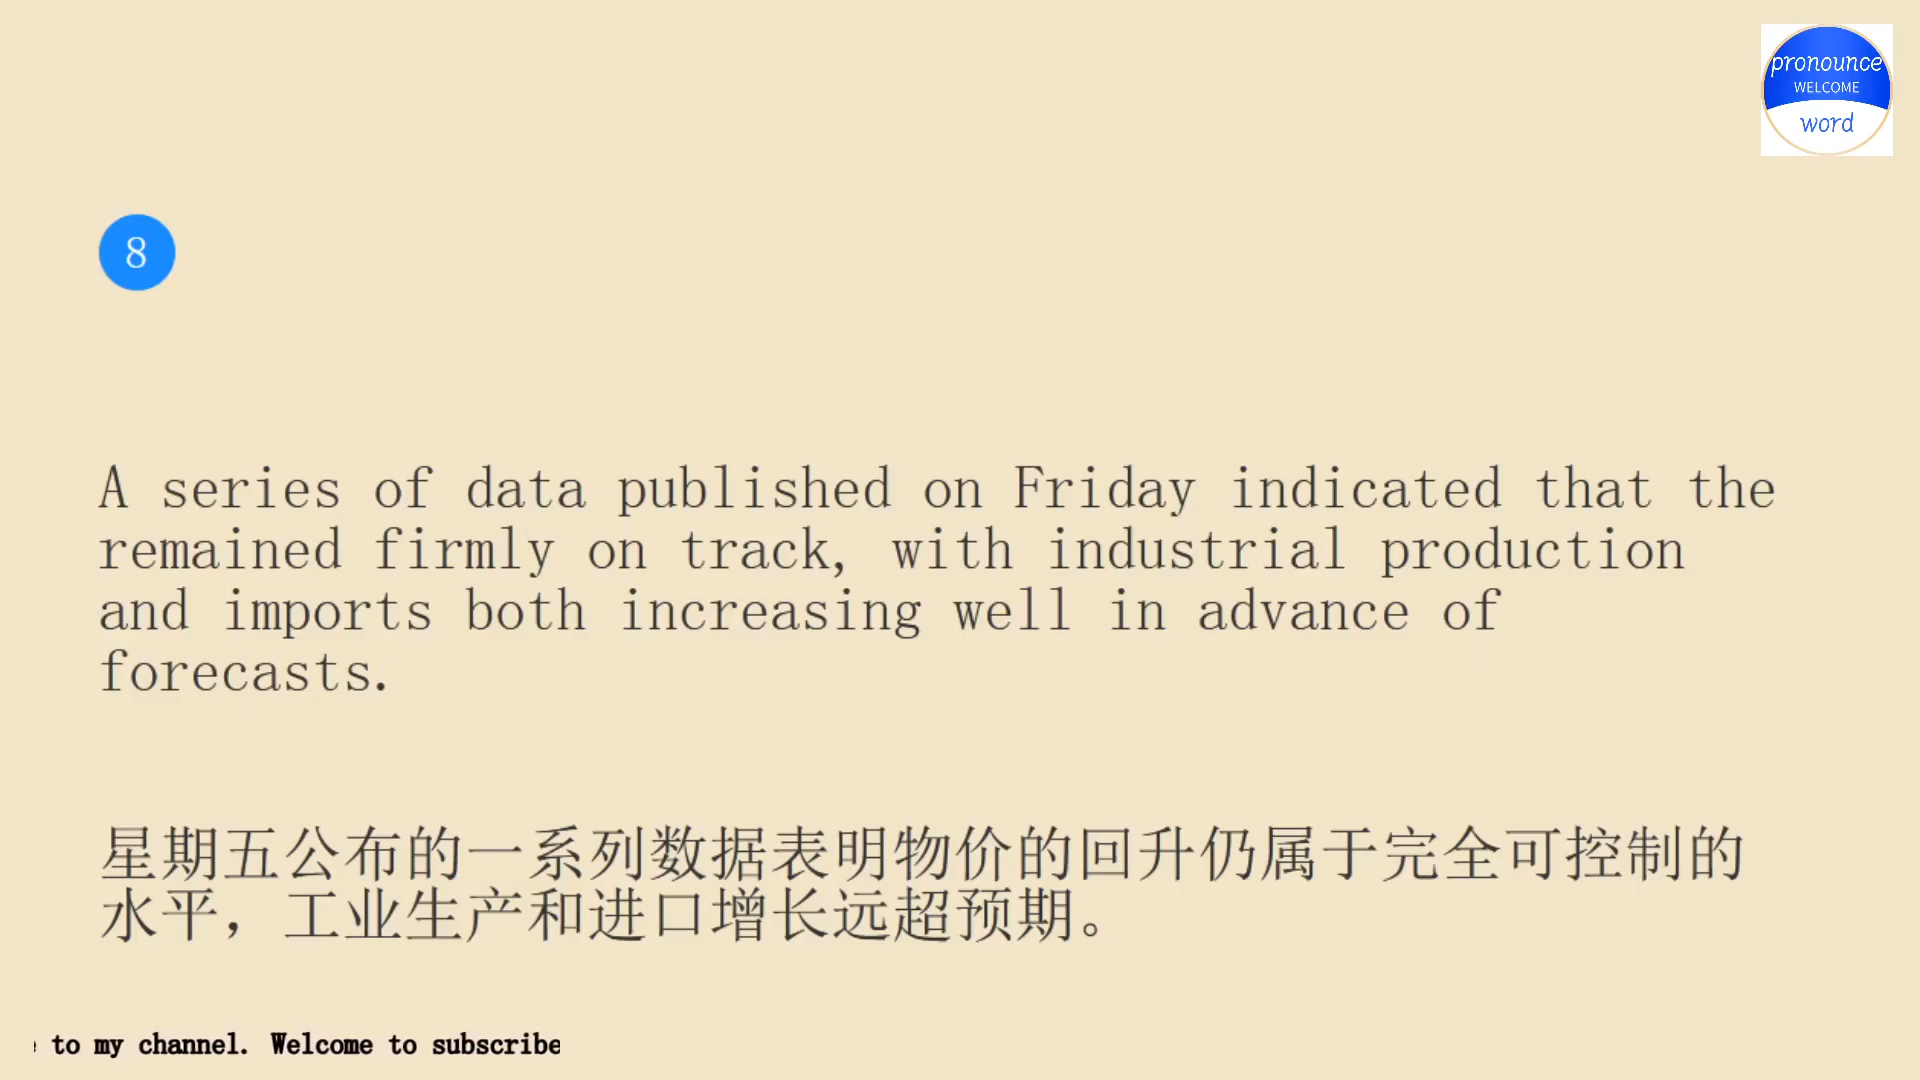 pronounce
WELCOME
word
8
A series of data published on Friday indicated that the
remained firmly on track, with industrial production
and imports both increasing well in advance of
forecasts.
星期五公布的一系列数据表明物价的回升仍属于完全可控制的
水平，工业生产和进口增长远超预期。
to my channel. Welcome to subscribe